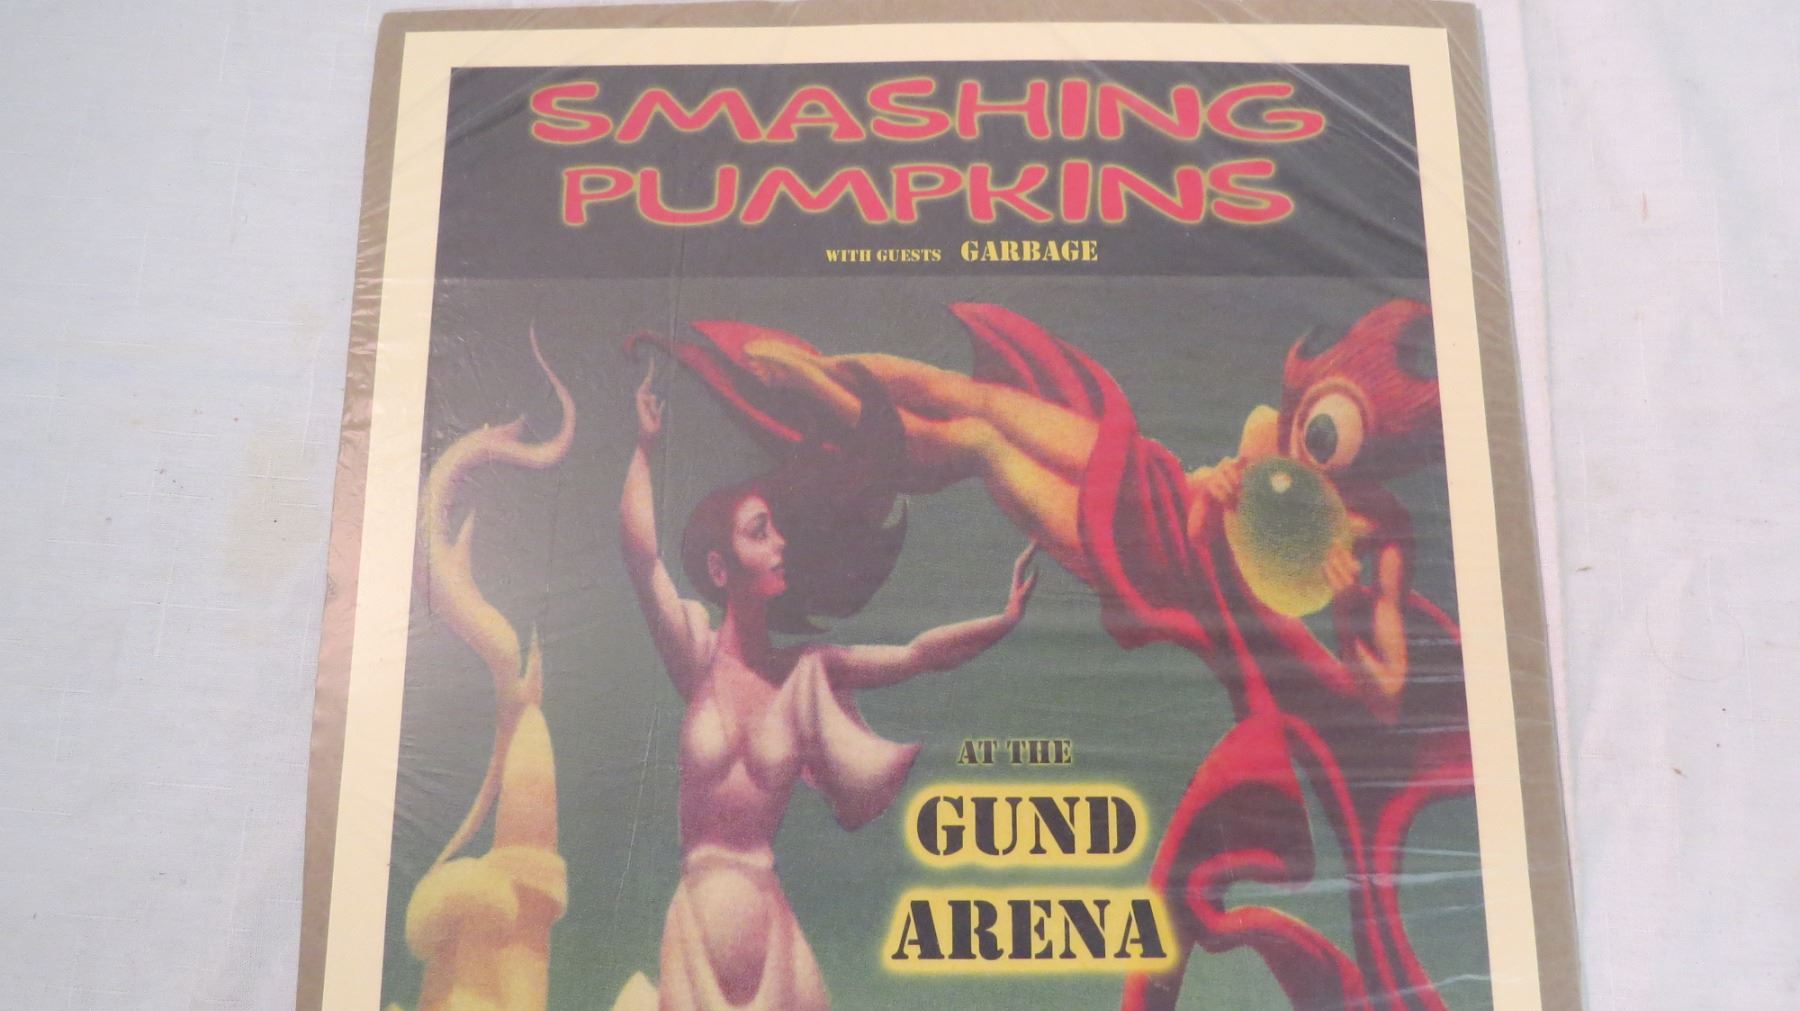 SMASHING
PUMPKINS
WITH GUESTS GARBAGE
AT THE
GUND
ARENA